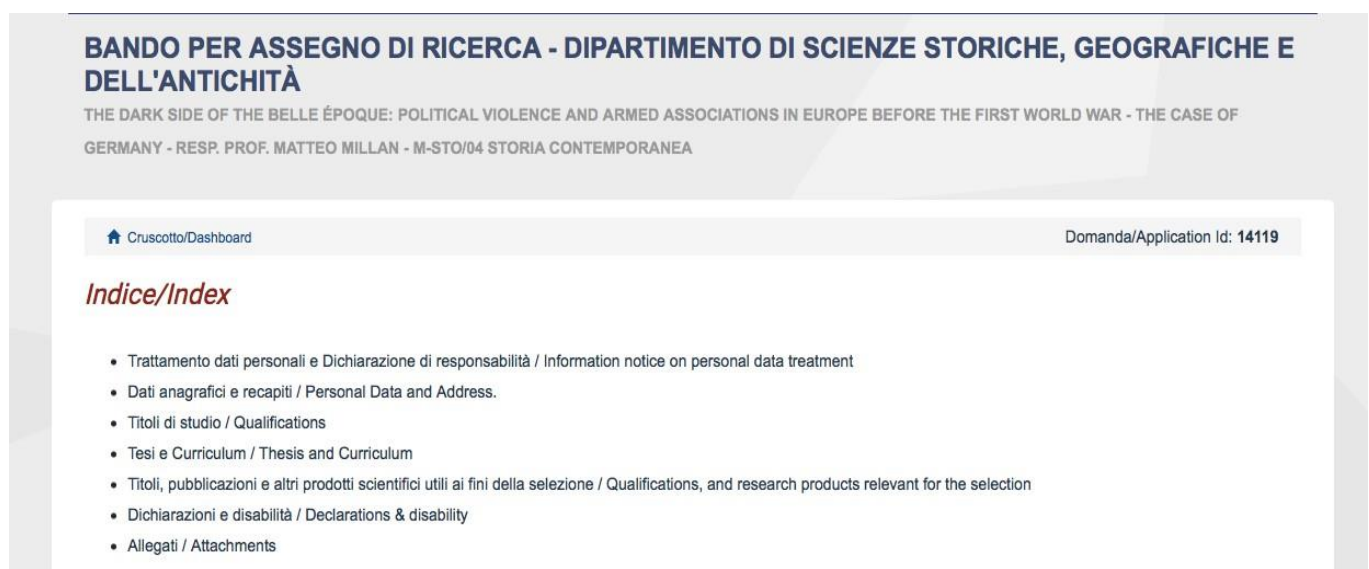 BANDO PER ASSEGNO DI RICERCA - DIPARTIMENTO DI SCIENZE STORICHE, GEOGRAFICHE E
DELL'ANTICHITÀ
THE DARK SIDE OF THE BELLE ÉPOQUE: POLITICAL VIOLENCE AND ARMED ASSOCIATIONS IN EUROPE BEFORE THE FIRST WORLD WAR - THE CASE OF
GERMANY - RESP. PROF. MATTEO MILLAN - M-STO/04 STORIA CONTEMPORANEA
Cruscotto/Dashboard Domanda/Application Id: 14119
Indice/Index
• Trattamento dati personali e Dichiarazione di responsabilità / Information notice on personal data treatment
• Dati anagrafici e recapiti / Personal Data and Address.
• Titoli di studio / Qualifications
• Tesi e Curriculum / Thesis and Curriculum
• Titoli, pubblicazioni e altri prodotti scientifici utili ai fini della selezione / Qualifications, and research products relevant for the selection
• Dichiarazioni e disabilità / Declarations & disability
• Allegati / Attachments